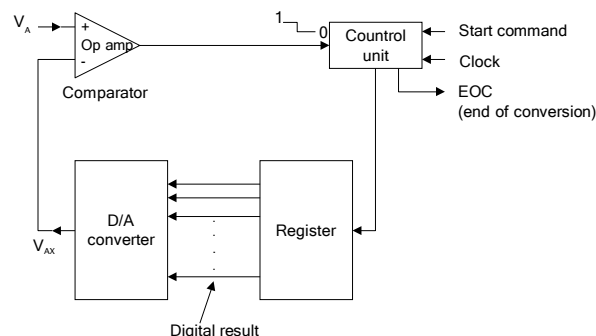 V_A
+
Op amp
-
Comparator
1
0
Countrol
unit
Start command
Clock
EOC
(end of conversion)
D/A
converter
Register
V_AX
Digital result